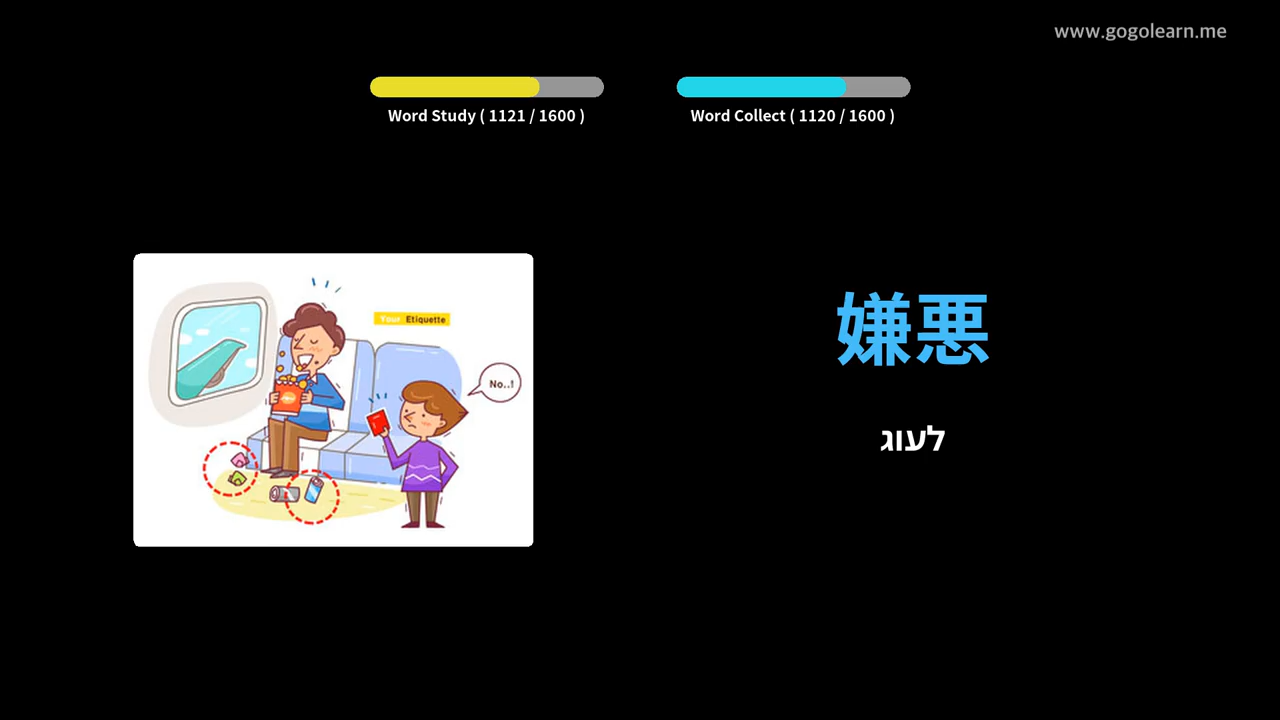 www.gogolearn.me
Word Study ( 1121 / 1600 )
Word Collect ( 1120 / 1600 )
Your Etiquette
No..!
嫌悪
לעוג